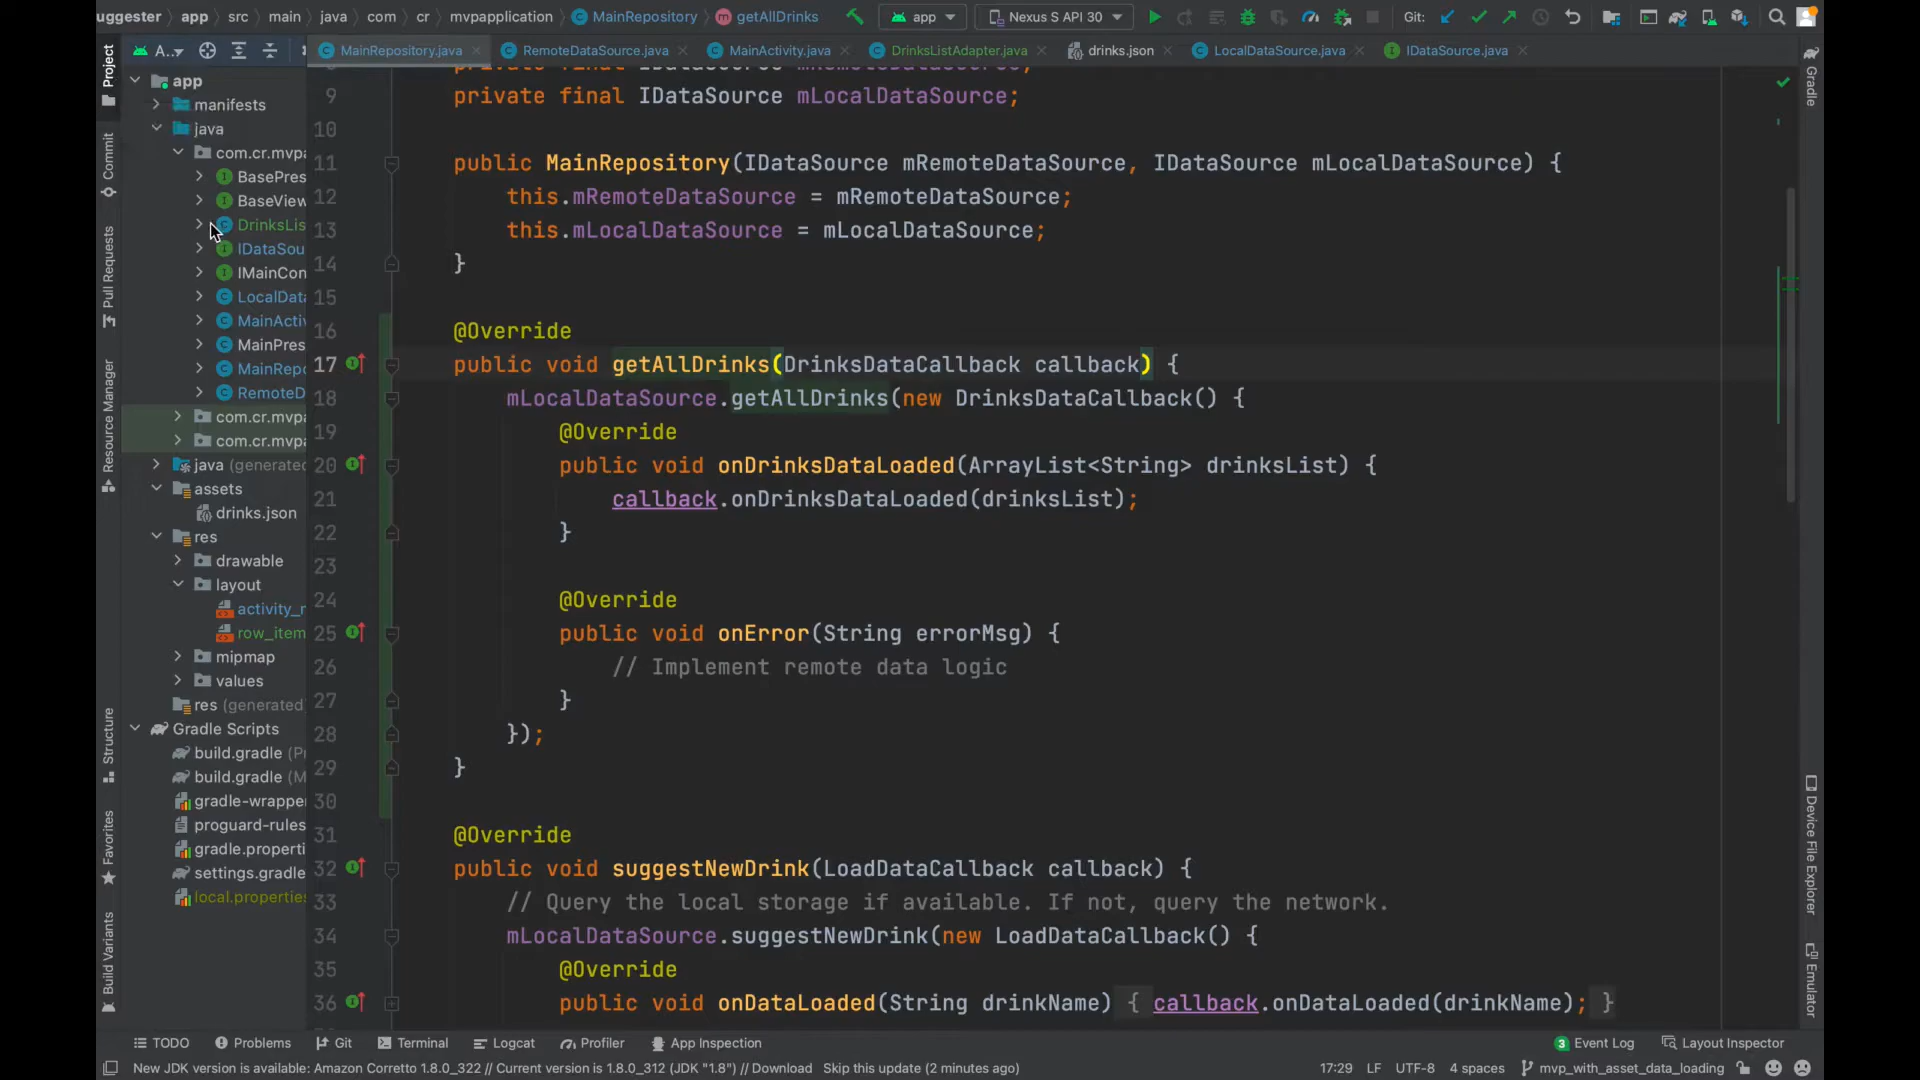 uggester app src main java com cr mvpapplication MainRepository getAllDrinks app Nexus S API 30 Git:
A... MainRepository.java RemoteDataSource.java MainActivity.java DrinksListAdapter.java drinks.json LocalDataSource.java IDataSource.java
Project
Commit
Pull Requests
Resource Manager
Structure
Favorites
Build Variants
app
manifests
java
com.cr.mvpa
BasePres
BaseView
DrinksLis
IDataSou
IMainCon
LocalData
MainActiv
MainPres
MainRepo
RemoteD
com.cr.mvpa
com.cr.mvpa
java (generated
assets
drinks.json
res
drawable
layout
activity_r
row_item
mipmap
values
res (generated)
Gradle Scripts
build.gradle (P
build.gradle (M
gradle-wrapper
proguard-rules
gradle.properti
settings.gradle
local.properties
9 private final IDataSource mLocalDataSource;
10
11 public MainRepository(IDataSource mRemoteDataSource, IDataSource mLocalDataSource) {
12 this.mRemoteDataSource = mRemoteDataSource;
13 this.mLocalDataSource = mLocalDataSource;
14 }
15
16 @Override
17 public void getAllDrinks(DrinksDataCallback callback) {
18 mLocalDataSource.getAllDrinks(new DrinksDataCallback() {
19 @Override
20 public void onDrinksDataLoaded(ArrayList<String> drinksList) {
21 callback.onDrinksDataLoaded(drinksList);
22 }
23
24 @Override
25 public void onError(String errorMsg) {
26 // Implement remote data logic
27 }
28 });
29 }
30
31 @Override
32 public void suggestNewDrink(LoadDataCallback callback) {
33 // Query the local storage if available. If not, query the network.
34 mLocalDataSource.suggestNewDrink(new LoadDataCallback() {
35 @Override
36 public void onDataLoaded(String drinkName) { callback.onDataLoaded(drinkName); }
Gradle
Device File Explorer
Emulator
TODO Problems Git Terminal Logcat Profiler App Inspection 3 Event Log Layout Inspector
New JDK version is available: Amazon Corretto 1.8.0_322 // Current version is 1.8.0_312 (JDK "1.8") // Download Skip this update (2 minutes ago) 17:29 LF UTF-8 4 spaces mvp_with_asset_data_loading